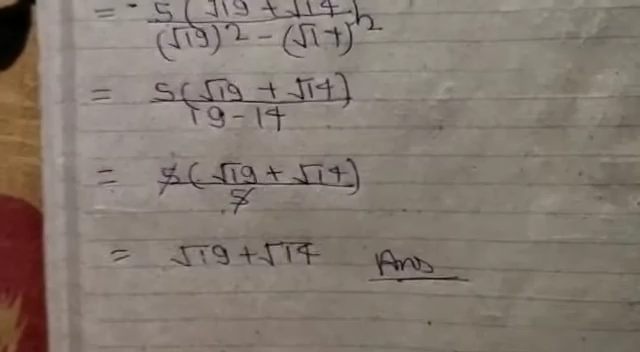 = 5(√19 + √14) / (√19)2 - (√14)2
= 5(√19 + √14) / 19-14
= 5(√19 + √14) / 5
= √19+√14 Ans